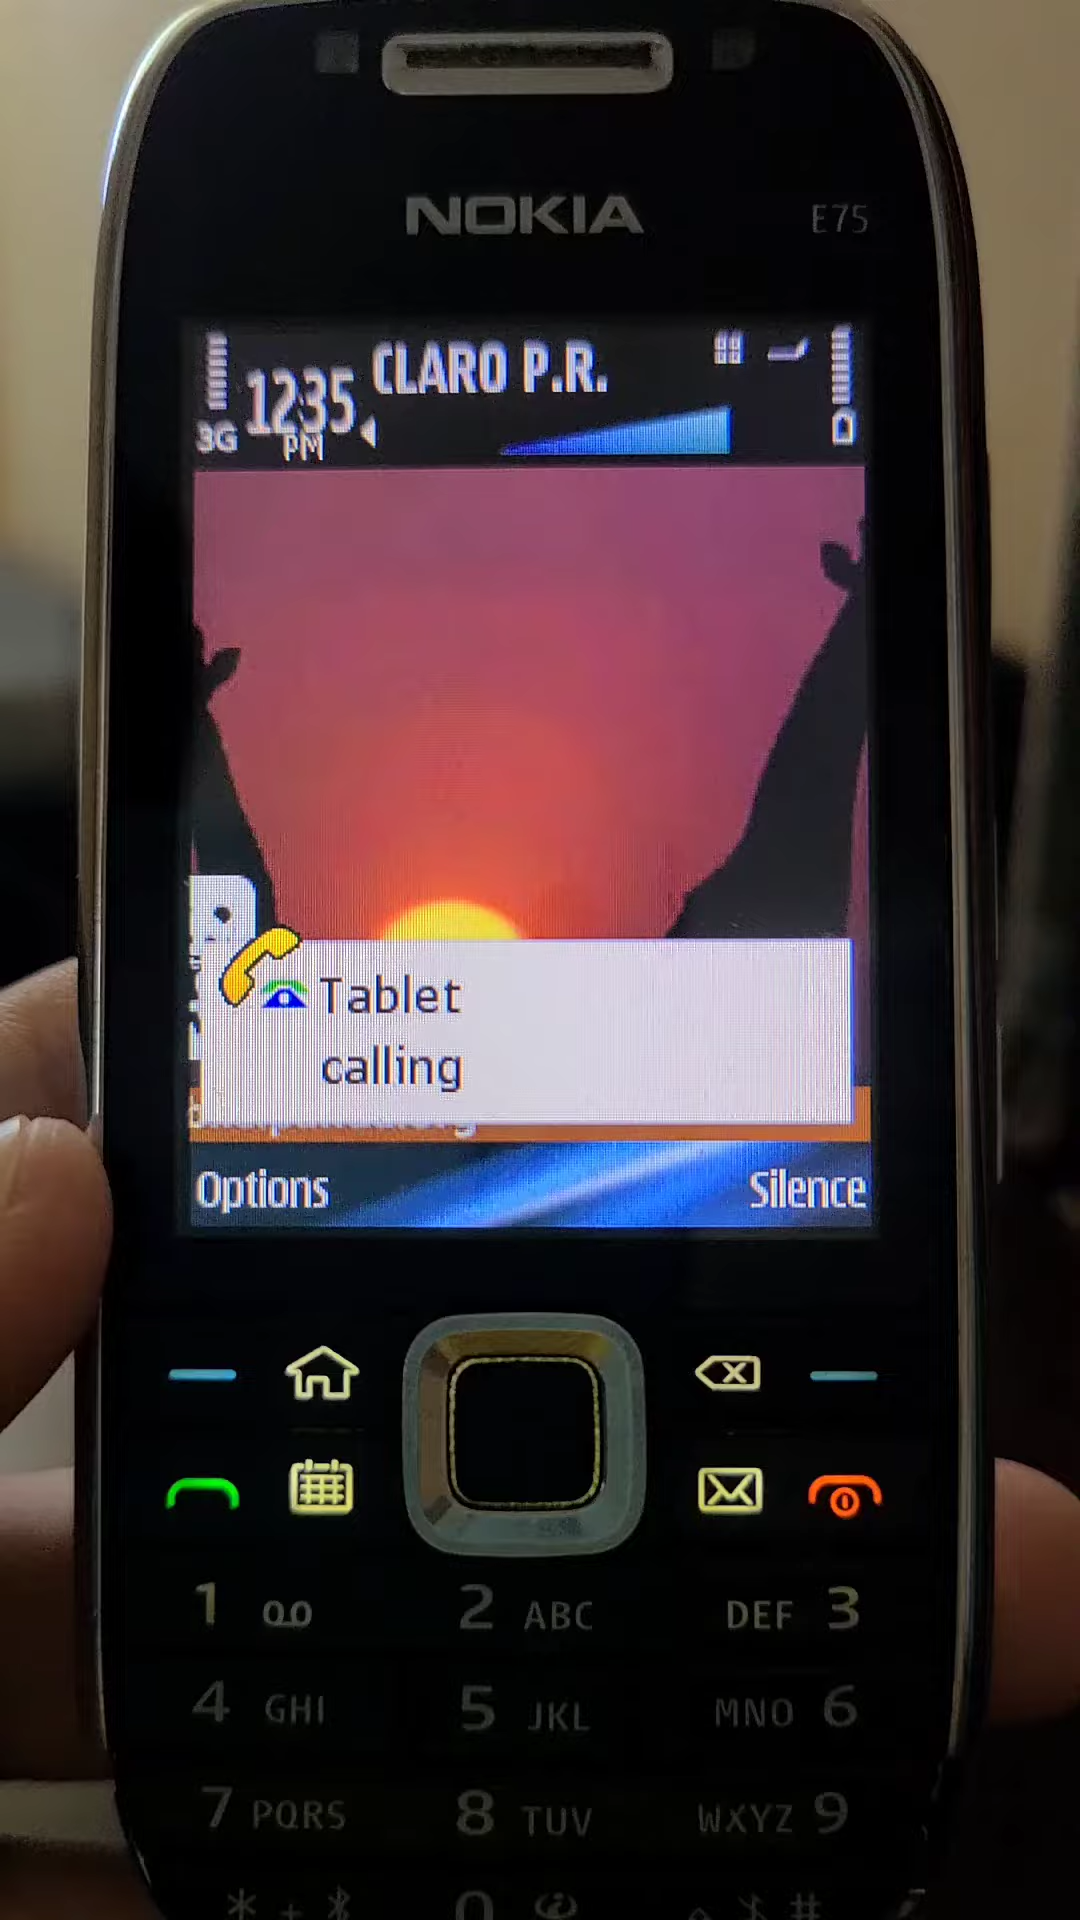 NOKIA
E75
CLARO P.R.
12:35
PM
3G
Tablet
calling
Options
Silence
1
2 ABC
DEF 3
4 GHI
5 JKL
MNO 6
7 PQRS
8 TUV
WXYZ 9
* +
0
#